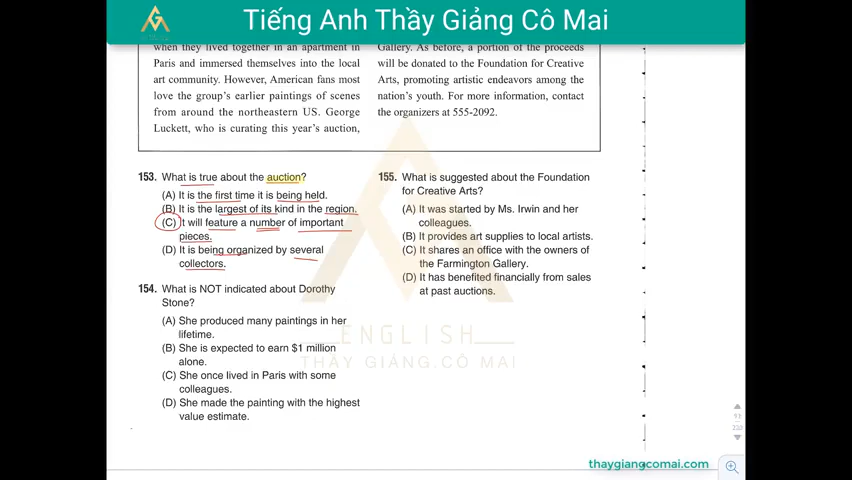 Tiếng Anh Thầy Giảng Cô Mai
when they lived together in an apartment in
Paris and immersed themselves into the local
art community. However, American fans most
love the group's earlier paintings of scenes
from around the northeastern US. George
Luckett, who is curating this year's auction,
Gallery. As before, a portion of the proceeds
will be donated to the Foundation for Creative
Arts, promoting artistic endeavors among the
nation's youth. For more information, contact
the organizers at 555-2092.
153. What is true about the auction?
(A) It is the first time it is being held.
(B) It is the largest of its kind in the region.
(C) It will feature a number of important
pieces.
(D) It is being organized by several
collectors.
154. What is NOT indicated about Dorothy
Stone?
(A) She produced many paintings in her
lifetime.
(B) She is expected to earn $1 million
alone.
(C) She once lived in Paris with some
colleagues.
(D) She made the painting with the highest
value estimate.
155. What is suggested about the Foundation
for Creative Arts?
(A) It was started by Ms. Irwin and her
colleagues.
(B) It provides art supplies to local artists.
(C) It shares an office with the owners of
the Farmington Gallery.
(D) It has benefited financially from sales
at past auctions.
ENGLISH
THẦY GIẢNG.CÔ MAI
thaygiangcomai.com